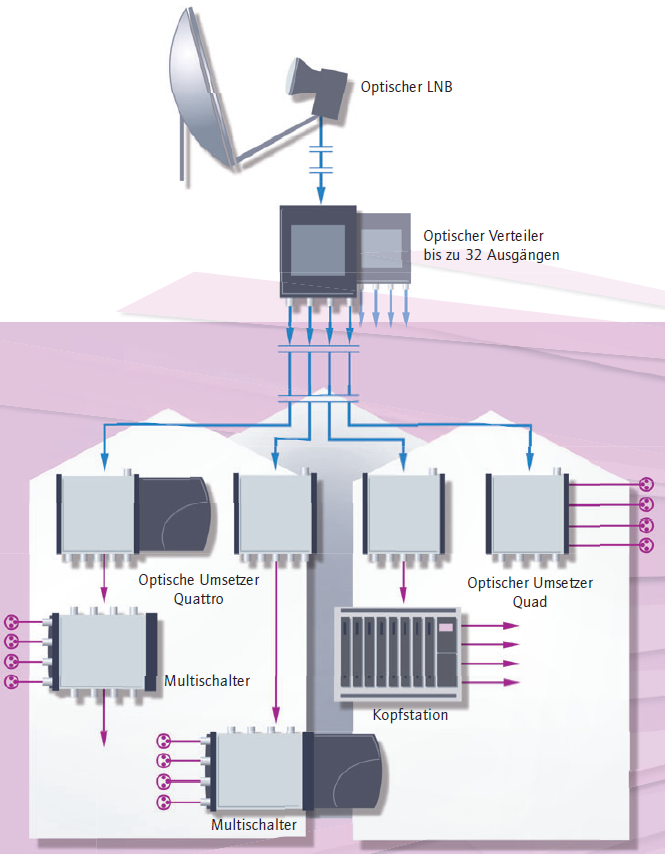 Optischer LNB
Optischer Verteiler
bis zu 32 Ausgängen
Optische Umsetzer
Quattro
Optischer Umsetzer
Quad
Multischalter
Kopfstation
Multischalter